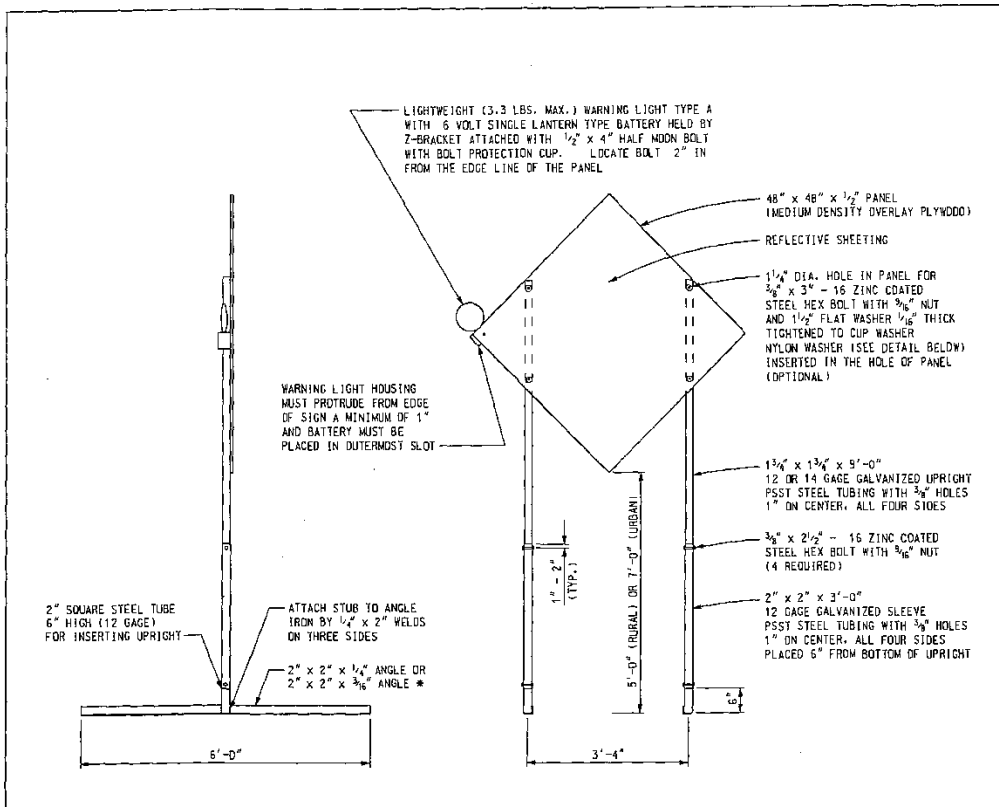 LIGHTWEIGHT (3.3 LBS. MAX.) WARNING LIGHT TYPE A
WITH 6 VOLT SINGLE LANTERN TYPE BATTERY HELD BY
Z-BRACKET ATTACHED WITH 1/2" x 4" HALF MOON BOLT
WITH BOLT PROTECTION CUP. LOCATE BOLT 2" IN
FROM THE EDGE LINE OF THE PANEL
48" x 48" x 1/2" PANEL
(MEDIUM DENSITY OVERLAY PLYWOOD)
REFLECTIVE SHEETING
1 1/4" DIA. HOLE IN PANEL FOR
3/8" x 3" - 16 ZINC COATED
STEEL HEX BOLT WITH 9/16" NUT
AND 1 1/2" FLAT WASHER 1/16" THICK
TIGHTENED TO CUP WASHER
NYLON WASHER (SEE DETAIL BELOW)
INSERTED IN THE HOLE OF PANEL
(OPTIONAL)
WARNING LIGHT HOUSING
MUST PROTRUDE FROM EDGE
OF SIGN A MINIMUM OF 1"
AND BATTERY MUST BE
PLACED IN OUTERMOST SLOT
1 3/4" x 1 3/4" x 9'-0"
12 OR 14 GAGE GALVANIZED UPRIGHT
PSST STEEL TUBING WITH 3/8" HOLES
1" ON CENTER, ALL FOUR SIDES
3/8" x 2 1/2" - 16 ZINC COATED
STEEL HEX BOLT WITH 9/16" NUT
(4 REQUIRED)
1" - 2"
(TYP.)
5'-0" (RURAL) OR 7'-0" (URBAN)
2" x 2" x 3'-0"
12 GAGE GALVANIZED SLEEVE
PSST STEEL TUBING WITH 3/8" HOLES
1" ON CENTER, ALL FOUR SIDES
PLACED 6" FROM BOTTOM OF UPRIGHT
2" SQUARE STEEL TUBE
6" HIGH (12 GAGE)
FOR INSERTING UPRIGHT
ATTACH STUB TO ANGLE
IRON BY 1/4" x 2" WELDS
ON THREE SIDES
2" x 2" x 1/4" ANGLE OR
2" x 2" x 3/16" ANGLE *
6"
6'-0"
3'-4"